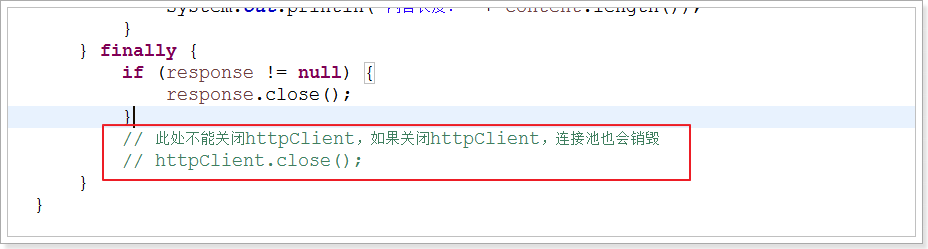 System.out.println("内容长度：" + content.length());
}
} finally {
if (response != null) {
response.close();
}
// 此处不能关闭httpClient，如果关闭httpClient，连接池也会销毁
// httpClient.close();
}
}